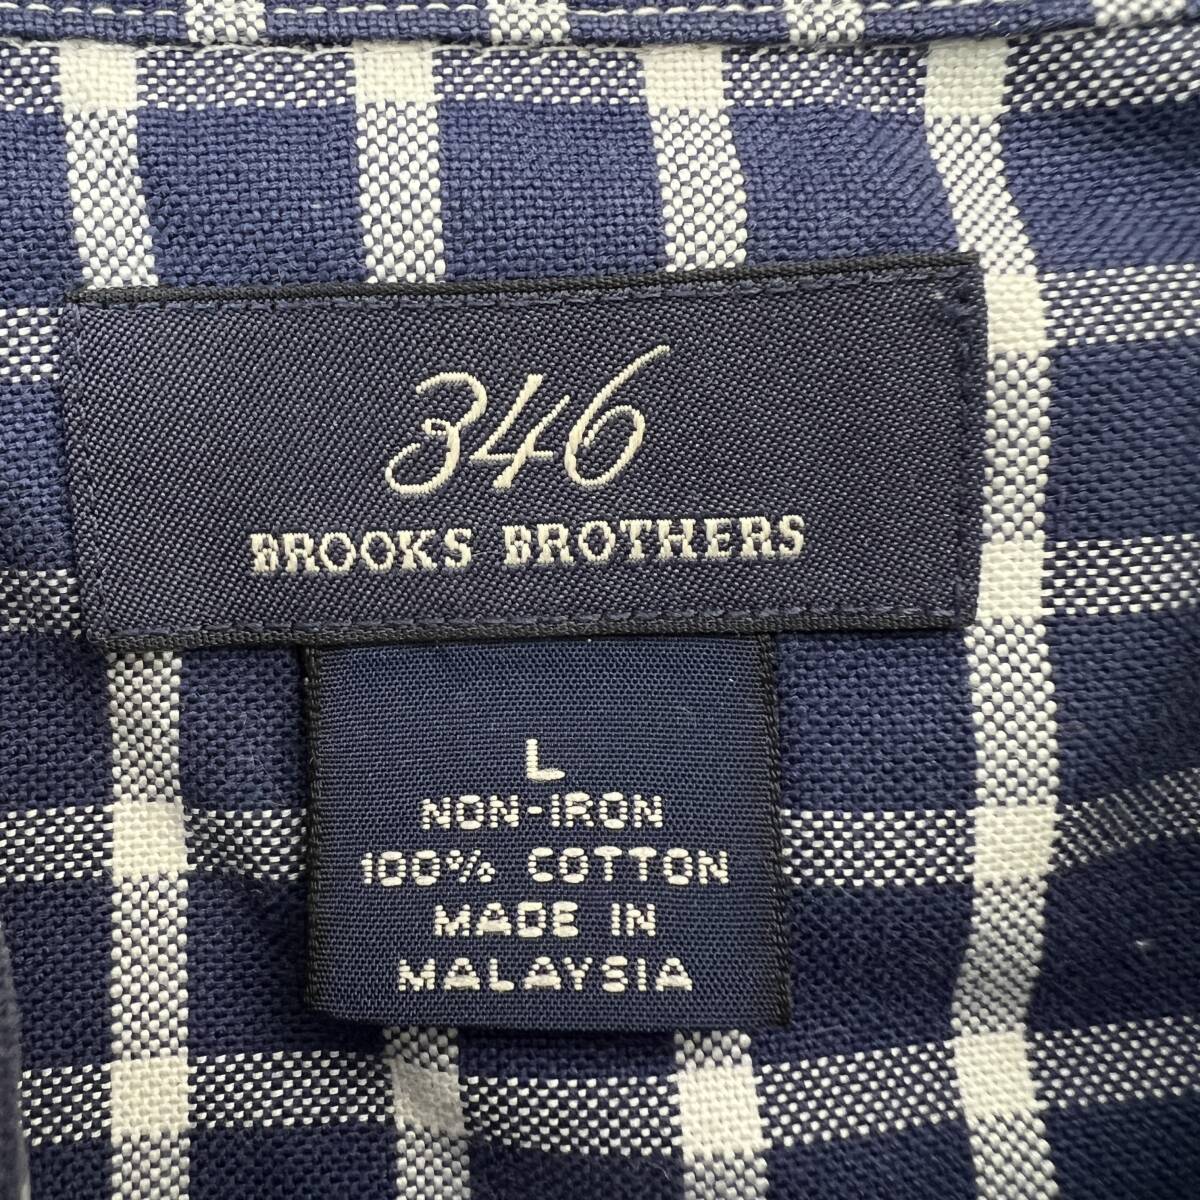 346
BROOKS BROTHERS
L
NON-IRON
100% COTTON
MADE IN
MALAYSIA